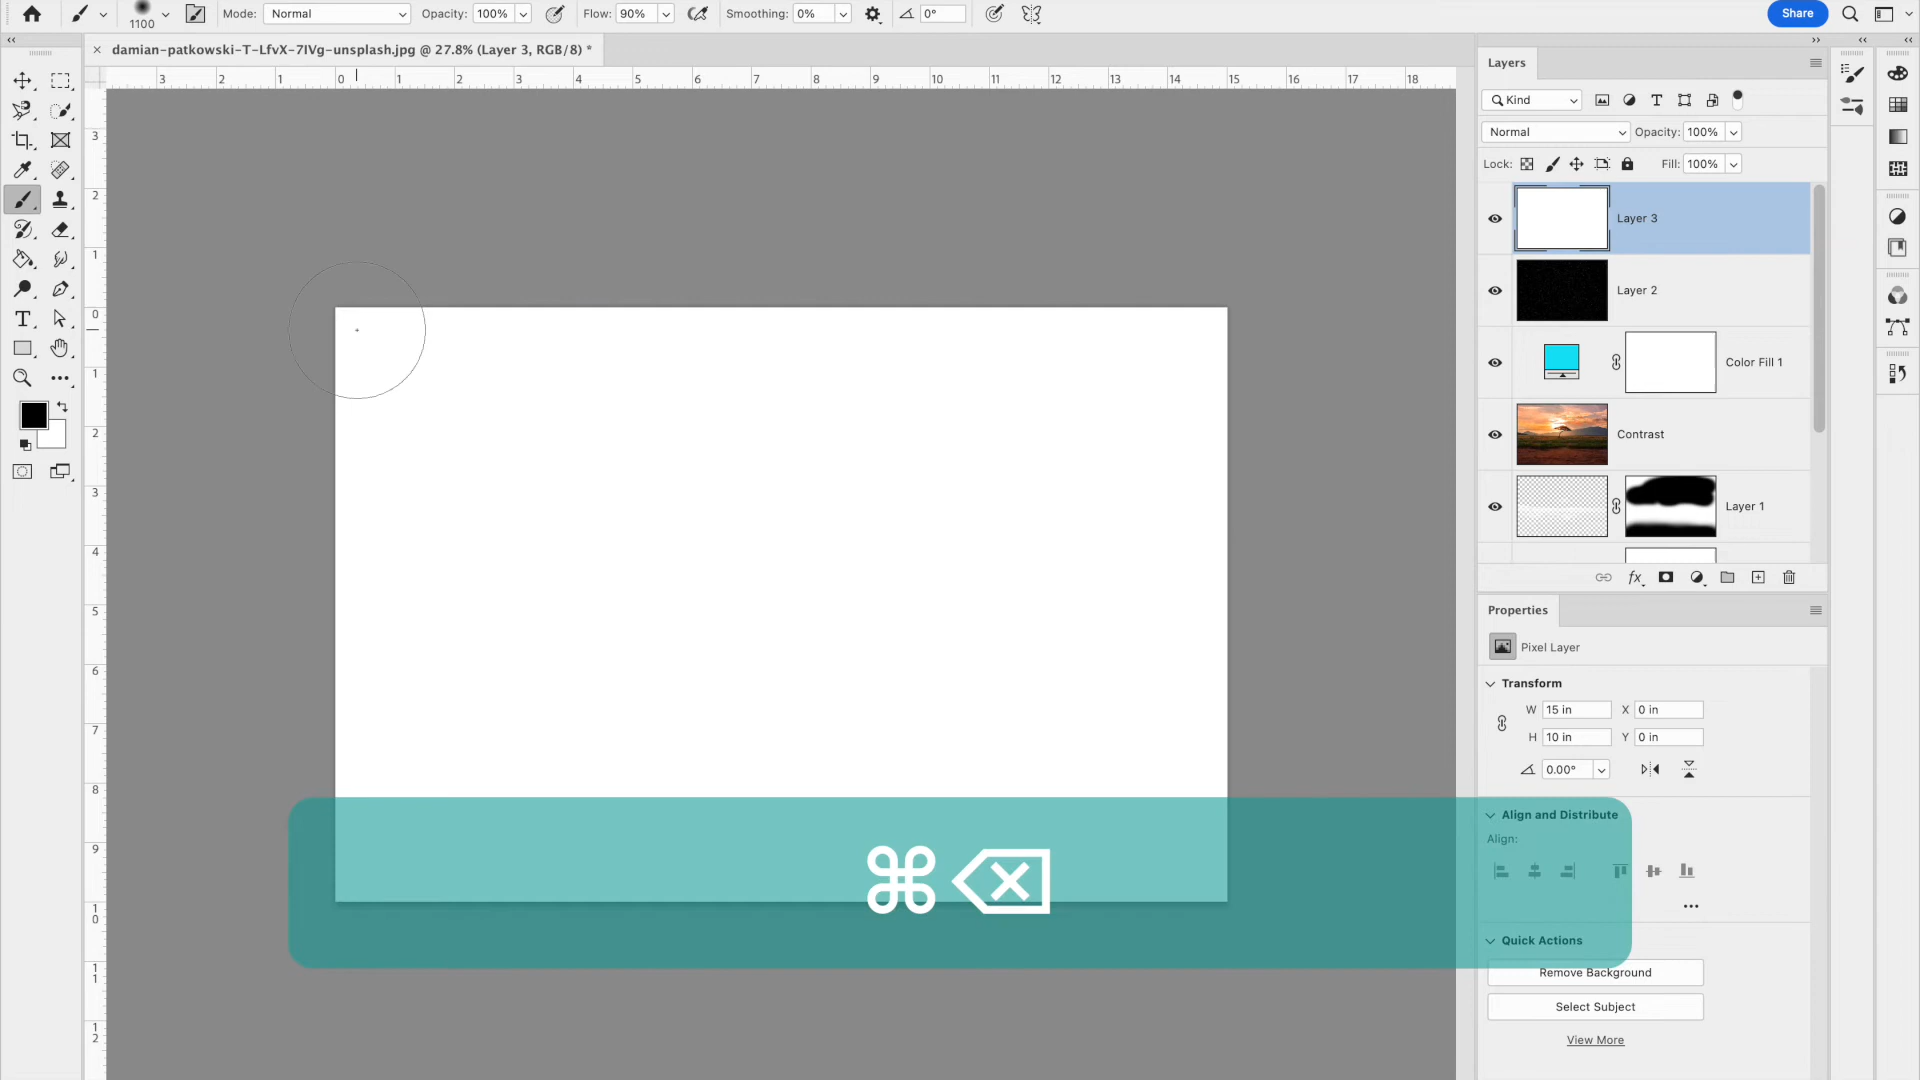 1100
Mode: Normal
Opacity: 100%
Flow: 90%
Smoothing: 0%
0°
Share
damian-patkowski-T-LfvX-7IVg-unsplash.jpg @ 27.8% (Layer 3, RGB/8) *
3 2 1 0 1 2 3 4 5 6 7 8 9 10 11 12 13 14 15 16 17 18
3
2
1
0
1
2
3
4
5
6
7
8
9
10
11
12
Layers
Kind
Normal
Opacity: 100%
Lock:
Fill: 100%
Layer 3
Layer 2
Color Fill 1
Contrast
Layer 1
fx
Properties
Pixel Layer
Transform
W 15 in X 0 in
H 10 in Y 0 in
0.00°
Align and Distribute
Align:
⌘⌫
Quick Actions
Remove Background
Select Subject
View More